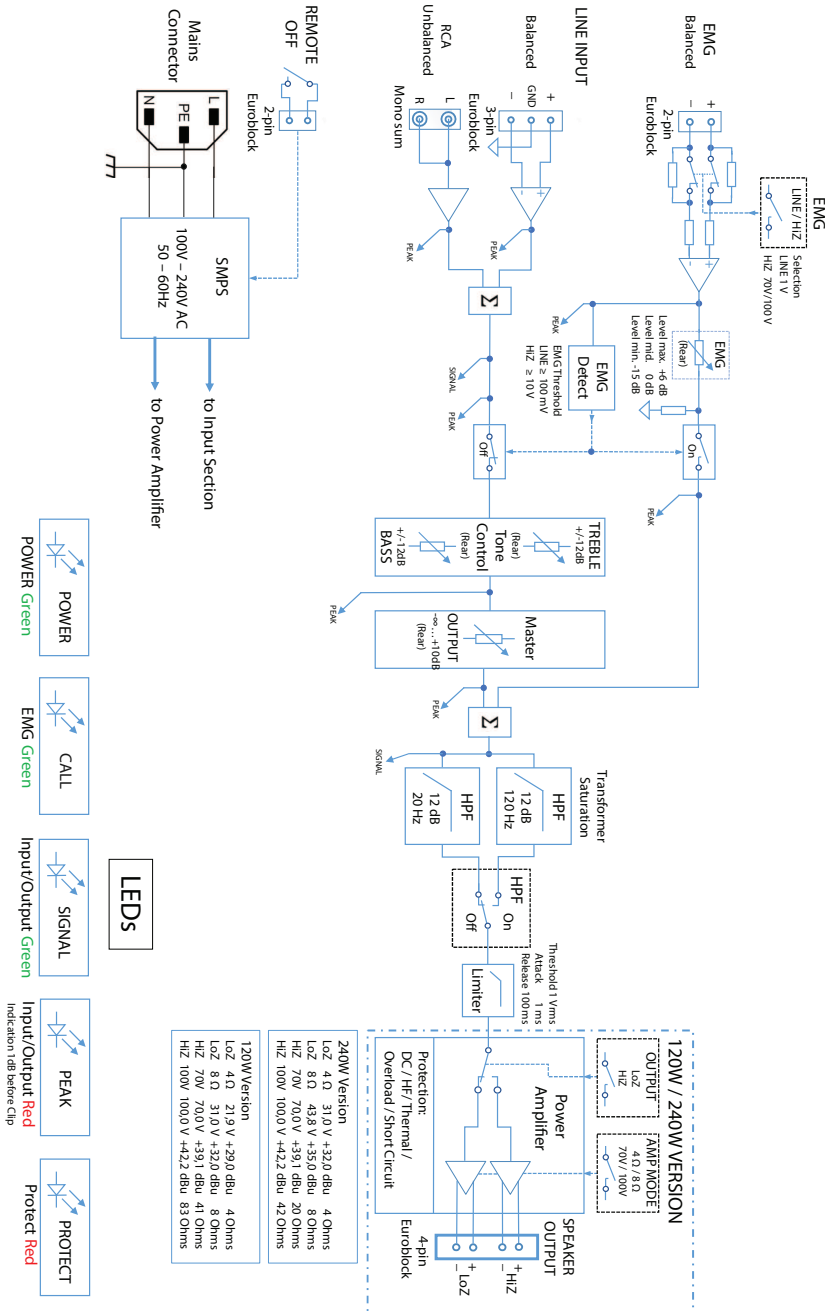 EMG
LINE / HiZ
Selection
LINE 1 V
HiZ 70V/100 V
EMG
Balanced
+
–
2-pin
Euroblock
+
-
EMG
(Rear)
Level max. +6 dB
Level mid. 0 dB
Level min. -15 dB
PEAK
EMG
Detect
EMG Threshold
LINE ≥ 100 mV
HiZ ≥ 10 V
On
PEAK
LINE INPUT
Balanced
+
GND
–
3-pin
Euroblock
+
-
PEAK
RCA
Unbalanced
L
R
Mono sum
PEAK
Σ
SIGNAL
PEAK
Off
TREBLE
+/-12dB
(Rear)
Tone
Control
(Rear)
+/-12dB
BASS
PEAK
Master
OUTPUT
-∞ ... +10dB
(Rear)
PEAK
Σ
SIGNAL
Transformer
Saturation
HPF
12 dB
120 Hz
HPF
12 dB
20 Hz
HPF
On
Off
Threshold 1 Vrms
Attack 1 ms
Release 100 ms
Limiter
120W / 240W VERSION
OUTPUT
LoZ
HiZ
AMP MODE
4 Ω / 8 Ω
70V / 100V
Power
Amplifier
Protection:
DC / HF / Thermal /
Overload / Short Circuit
SPEAKER
OUTPUT
+
–
HiZ
+
–
LoZ
4-pin
Euroblock
REMOTE
OFF
2-pin
Euroblock
Mains
Connector
L
PE
N
SMPS
100V – 240V AC
50 – 60Hz
to Input Section
to Power Amplifier
240W Version
LoZ 4 Ω 31,0 V +32,0 dBu 4 Ohms
LoZ 8 Ω 43,8 V +35,0 dBu 8 Ohms
HiZ 70V 70,0 V +39,1 dBu 20 Ohms
HiZ 100V 100,0 V +42,2 dBu 42 Ohms
120W Version
LoZ 4 Ω 21,9 V +29,0 dBu 4 Ohms
LoZ 8 Ω 31,0 V +32,0 dBu 8 Ohms
HiZ 70V 70,0 V +39,1 dBu 41 Ohms
HiZ 100V 100,0 V +42,2 dBu 83 Ohms
LEDs
POWER
POWER Green
CALL
EMG Green
SIGNAL
Input/Output Green
PEAK
Input/Output Red
Indication 1dB before Clip
PROTECT
Protect Red